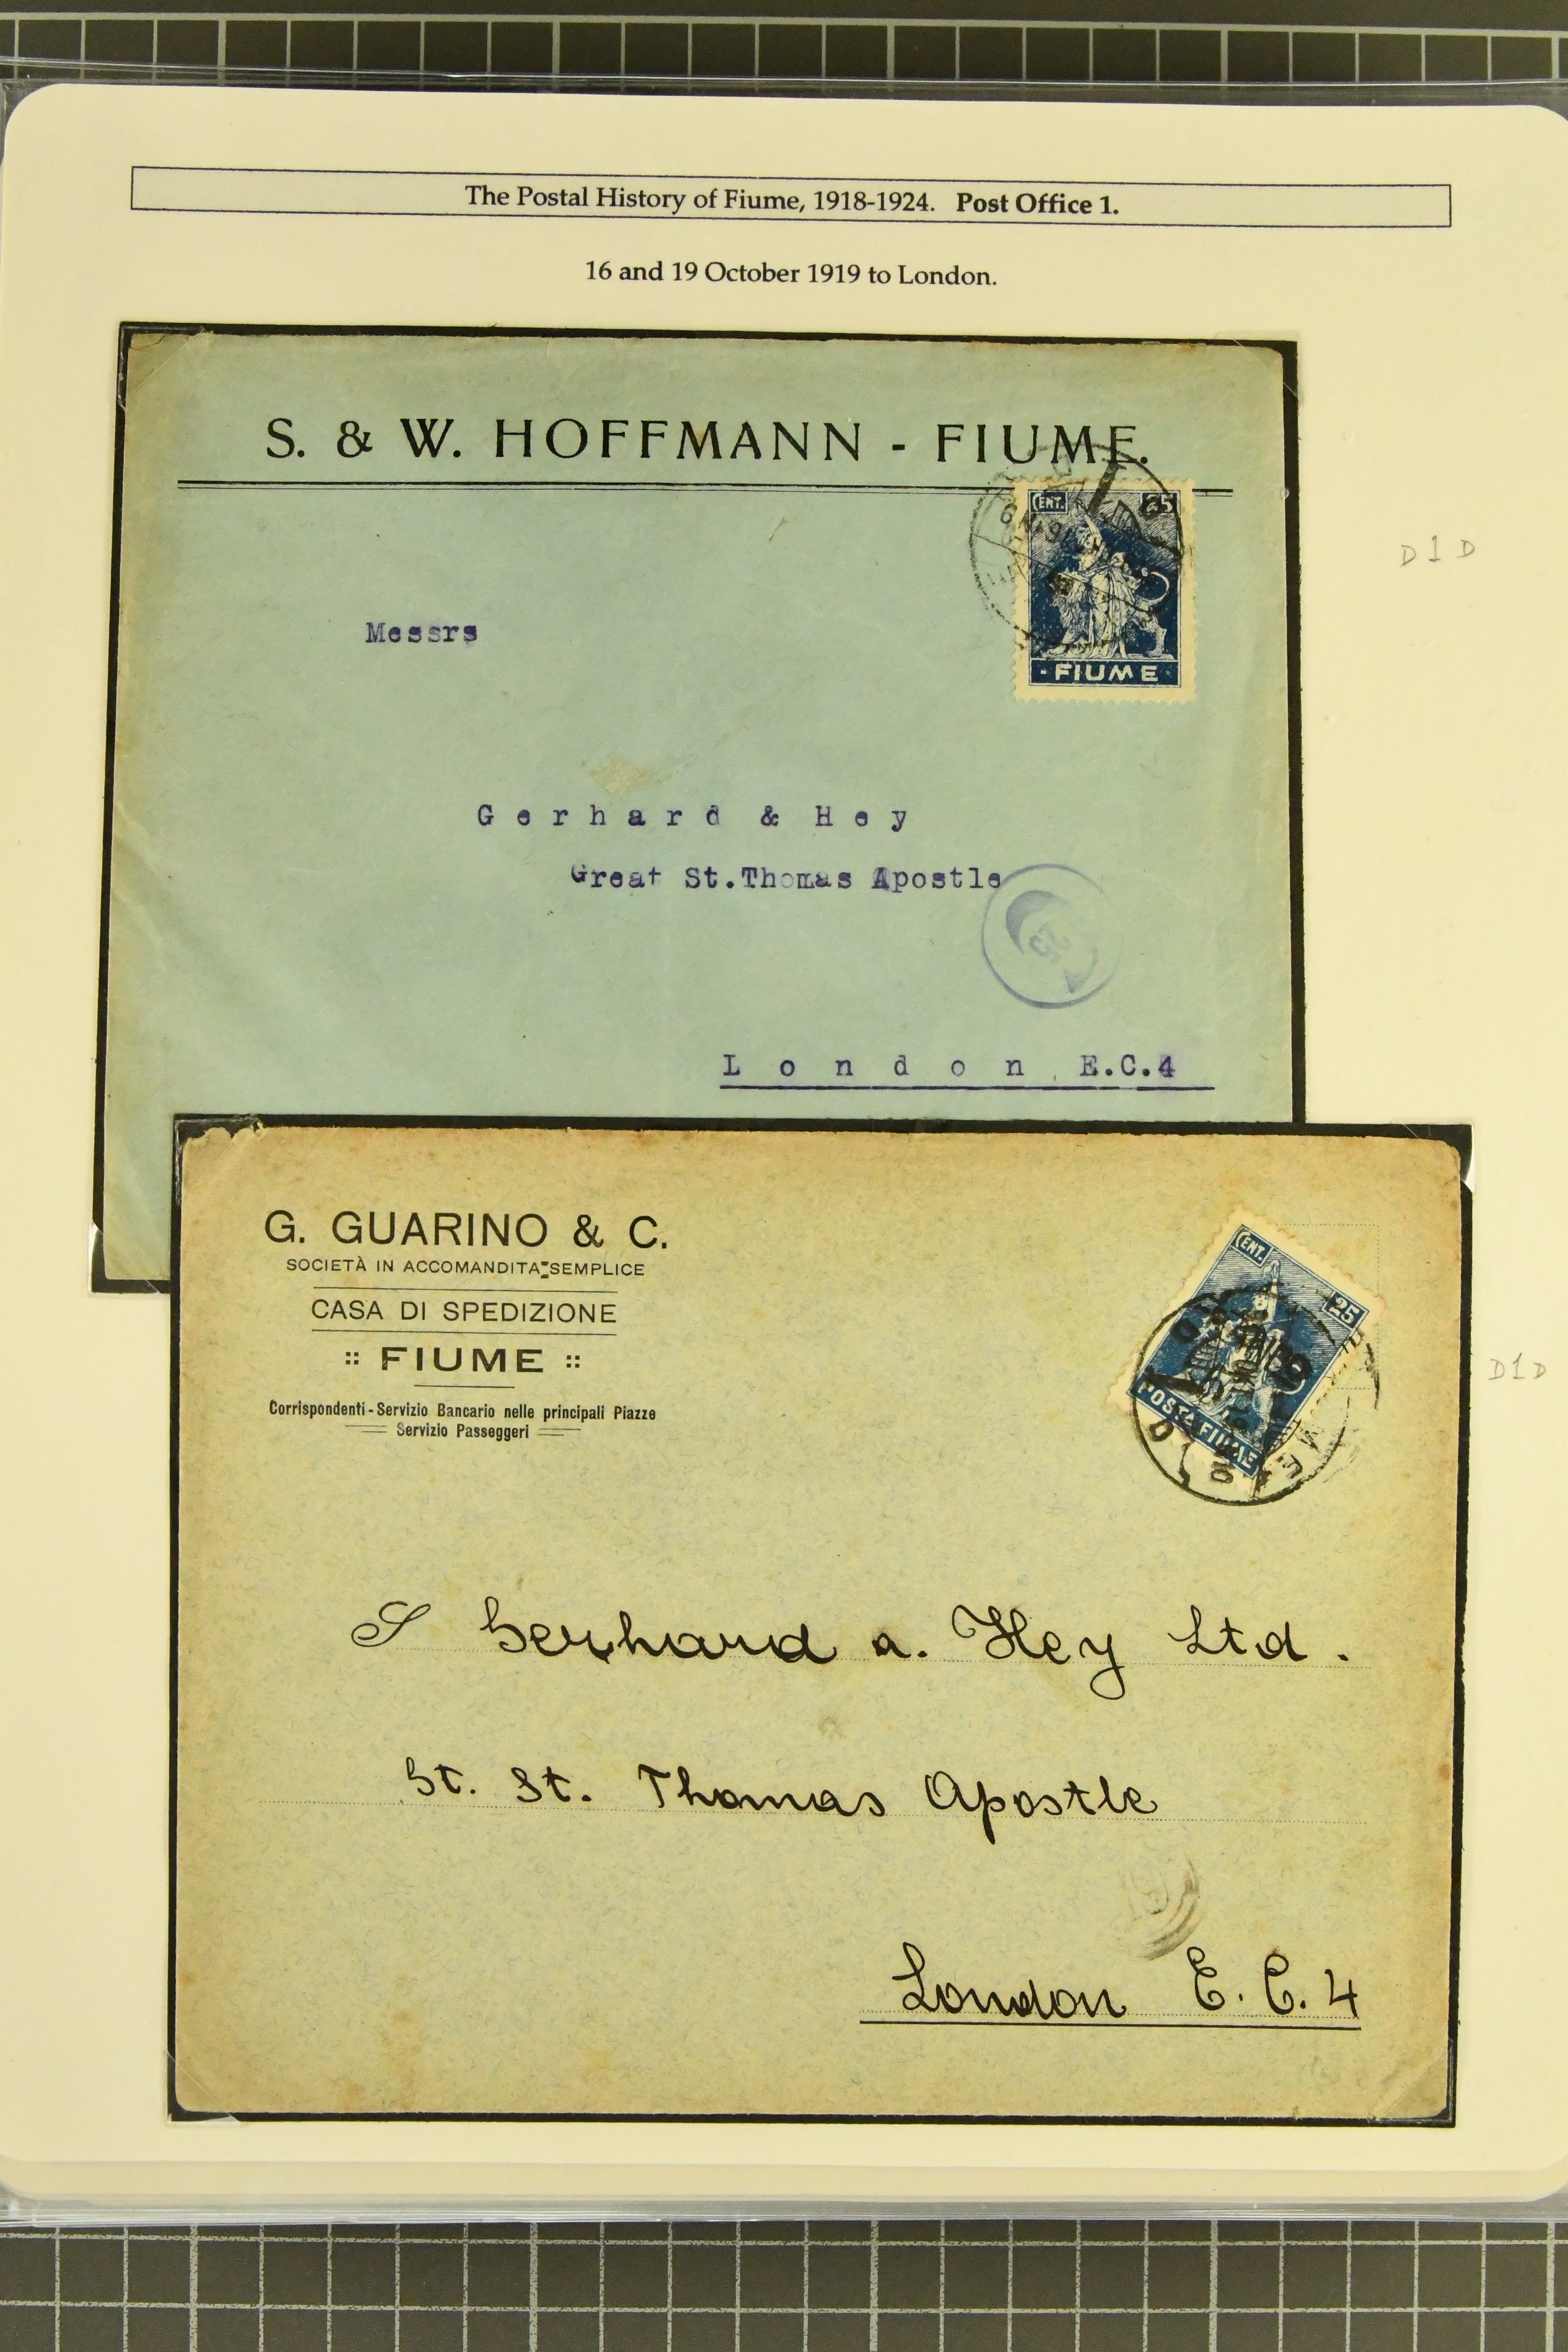 The Postal History of Fiume, 1918-1924. Post Office 1.
16 and 19 October 1919 to London.
S. & W. HOFFMANN - FIUME.
CENT. 25
- FIUME -
D 1 D
Messrs
Gerhard & Hey
Great St.Thomas Apostle
London E.C.4
G. GUARINO & C.
SOCIETÀ IN ACCOMANDITA SEMPLICE
CASA DI SPEDIZIONE
:: FIUME ::
Corrispondenti - Servizio Bancario nelle principali Piazze
Servizio Passeggeri
CENT. 25
POSTA FIUME
D1D
Gerhard a. Hey Ltd.
St. Thomas Apostle
London E. C. 4